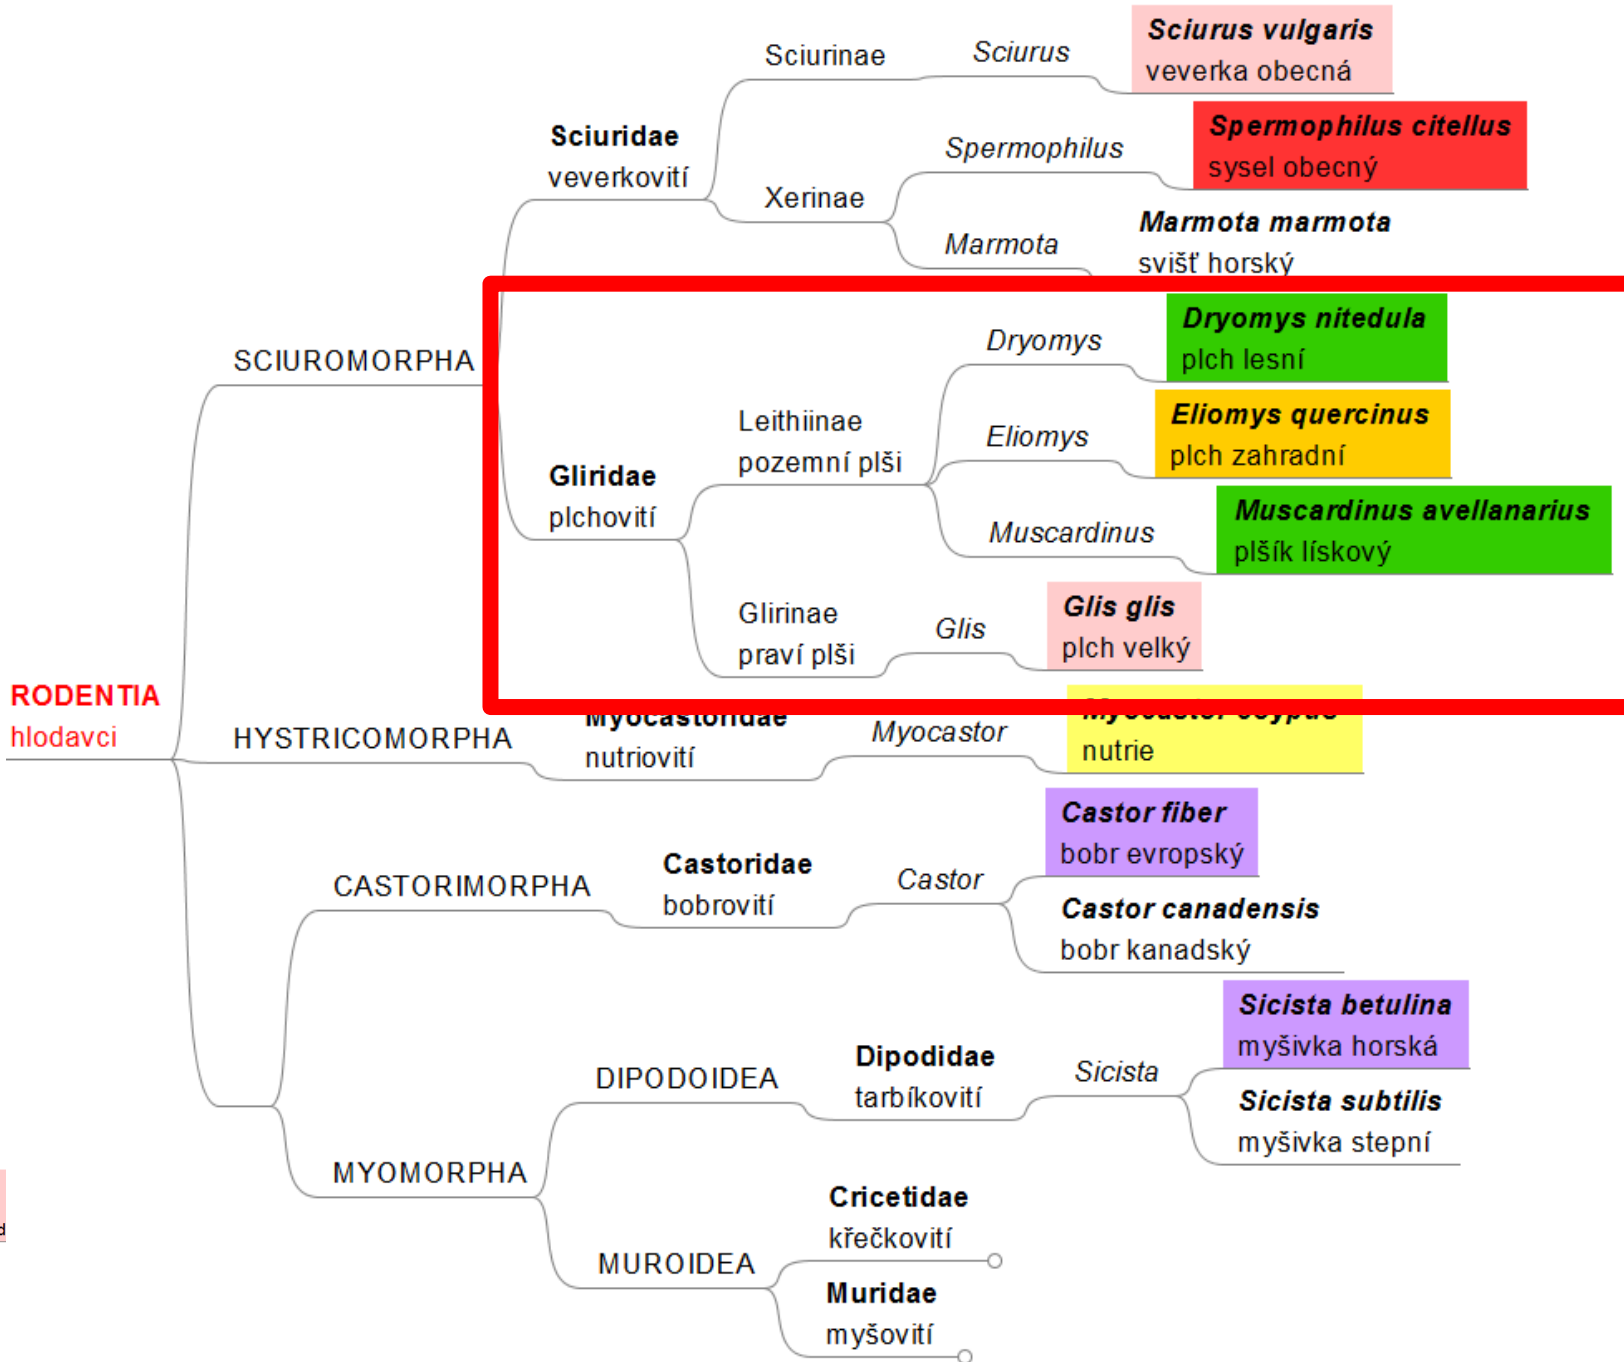 Sciurinae
Sciurus
Sciurus vulgaris
veverka obecná
Sciuridae
veverkovití
Spermophilus
Spermophilus citellus
sysel obecný
Xerinae
Marmota
Marmota marmota
svišť horský
SCIUROMORPHA
Dryomys
Dryomys nitedula
plch lesní
Leithiinae
pozemní plši
Eliomys
Eliomys quercinus
plch zahradní
Gliridae
plchovití
Muscardinus
Muscardinus avellanarius
plšík lískový
Glirinae
praví plši
Glis
Glis glis
plch velký
RODENTIA
hlodavci
HYSTRICOMORPHA
Myocastoridae
nutriovití
Myocastor
Myocastor coypus
nutrie
CASTORIMORPHA
Castoridae
bobrovití
Castor
Castor fiber
bobr evropský
Castor canadensis
bobr kanadský
DIPODOIDEA
Dipodidae
tarbíkovití
Sicista
Sicista betulina
myšivka horská
Sicista subtilis
myšivka stepní
MYOMORPHA
MUROIDEA
Cricetidae
křečkovití
Muridae
myšovití